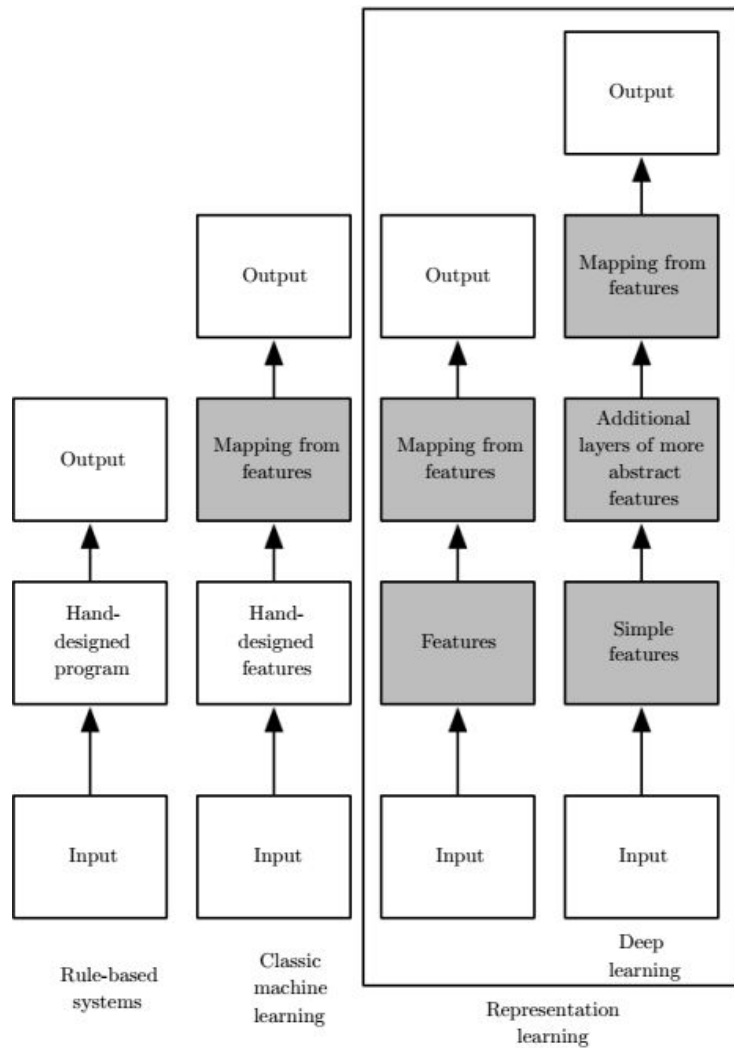 Output
Output
Output
Mapping from
features
Output
Mapping from
features
Mapping from
features
Additional
layers of more
abstract
features
Hand-
designed
program
Hand-
designed
features
Features
Simple
features
Input
Input
Input
Input
Rule-based
systems
Classic
machine
learning
Representation
learning
Deep
learning